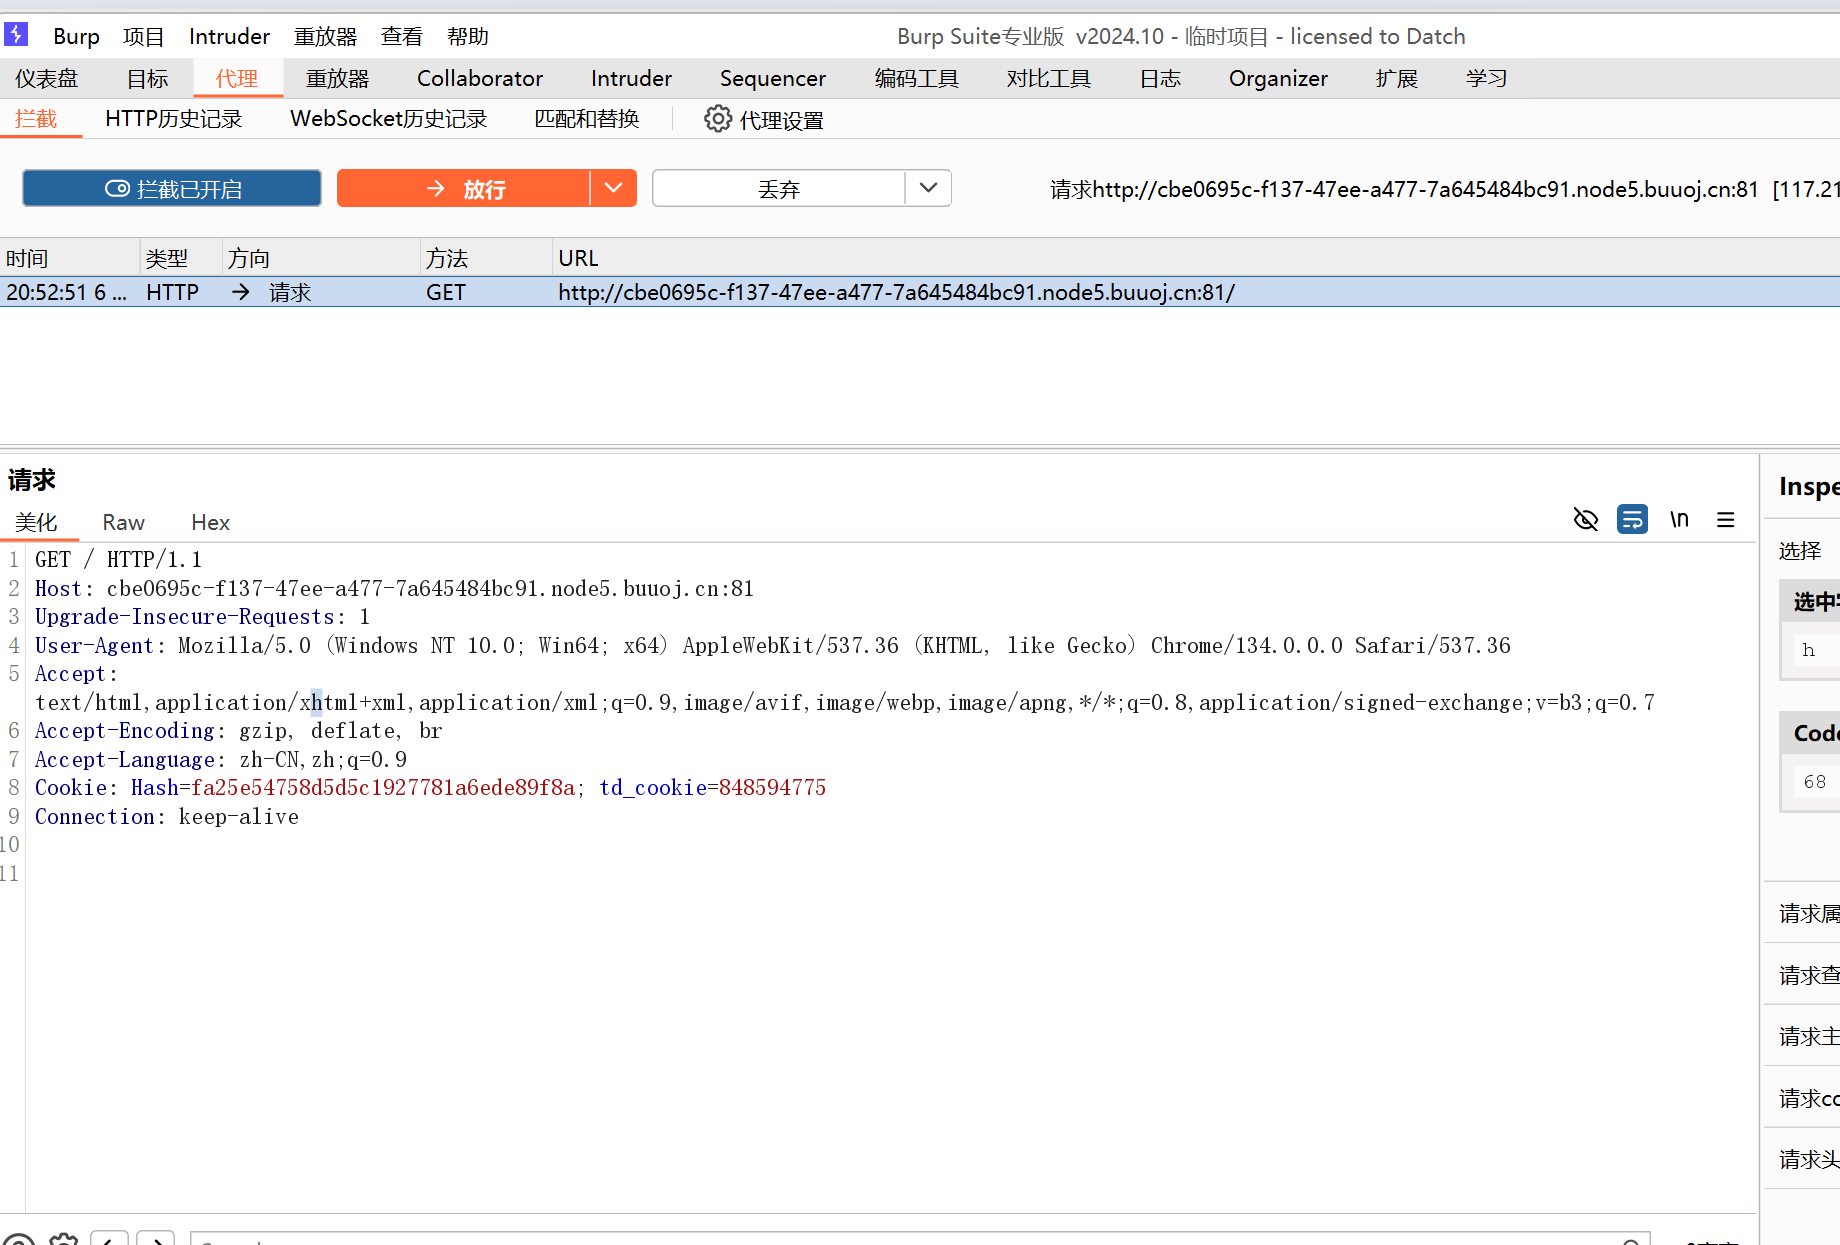 Burp 项目 Intruder 重放器 查看 帮助 Burp Suite专业版 v2024.10 - 临时项目 - licensed to Datch
仪表盘 目标 代理 重放器 Collaborator Intruder Sequencer 编码工具 对比工具 日志 Organizer 扩展 学习
拦截 HTTP历史记录 WebSocket历史记录 匹配和替换 代理设置
拦截已开启 放行 丢弃 请求http://cbe0695c-f137-47ee-a477-7a645484bc91.node5.buuoj.cn:81 [117.21
时间 类型 方向 方法 URL
20:52:51 6 ... HTTP → 请求 GET http://cbe0695c-f137-47ee-a477-7a645484bc91.node5.buuoj.cn:81/
请求
美化 Raw Hex \n
1 GET / HTTP/1.1
2 Host: cbe0695c-f137-47ee-a477-7a645484bc91.node5.buuoj.cn:81
3 Upgrade-Insecure-Requests: 1
4 User-Agent: Mozilla/5.0 (Windows NT 10.0; Win64; x64) AppleWebKit/537.36 (KHTML, like Gecko) Chrome/134.0.0.0 Safari/537.36
5 Accept:
text/html,application/xhtml+xml,application/xml;q=0.9,image/avif,image/webp,image/apng,*/*;q=0.8,application/signed-exchange;v=b3;q=0.7
6 Accept-Encoding: gzip, deflate, br
7 Accept-Language: zh-CN,zh;q=0.9
8 Cookie: Hash=fa25e54758d5d5c1927781a6ede89f8a; td_cookie=848594775
9 Connection: keep-alive
10
11
Inspe
选择
选中
h
Code
68
请求属
请求查
请求主
请求co
请求头